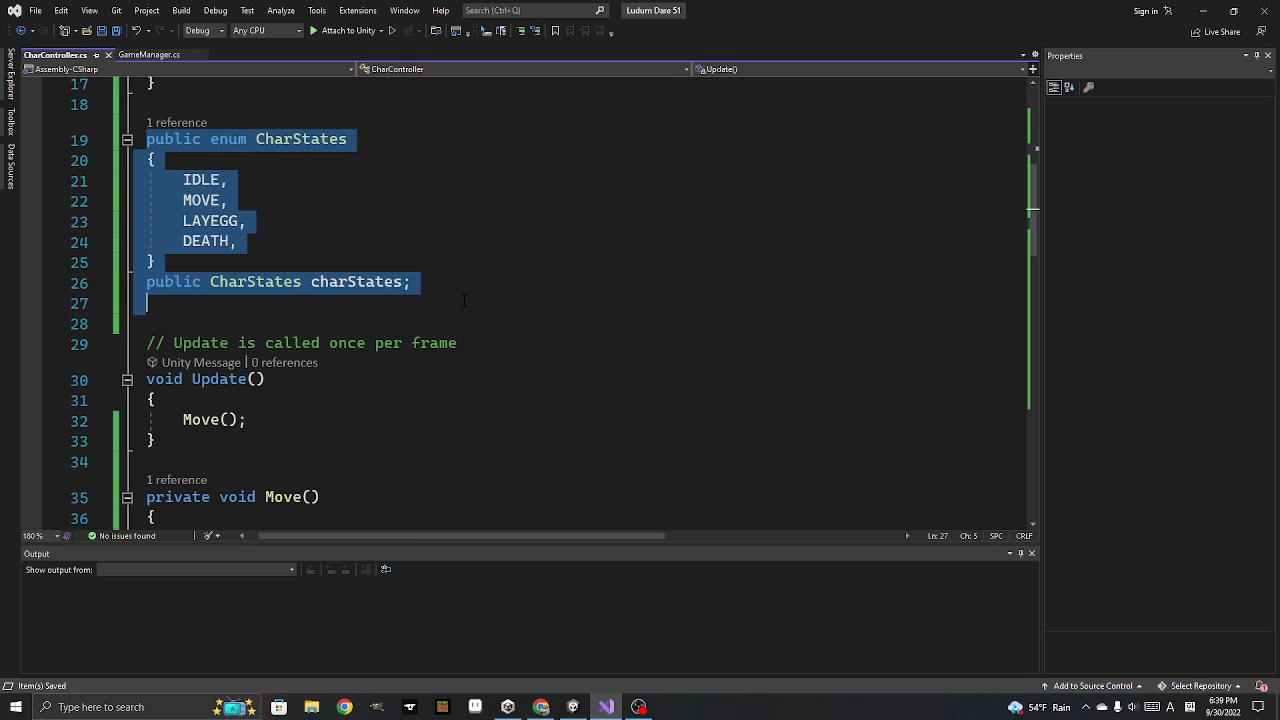 File Edit View Git Project Build Debug Test Analyze Tools Extensions Window Help Search (Ctrl+Q) Ludum Dare 51 Sign in
Debug Any CPU Attach to Unity Live Share
CharController.cs GameManager.cs Properties
Assembly-CSharp CharController Update()
Server Explorer
Toolbox
Data Sources
17 }
18
1 reference
19 public enum CharStates
20 {
21 IDLE,
22 MOVE,
23 LAYEGG,
24 DEATH,
25 }
26 public CharStates charStates;
27
28
29 // Update is called once per frame
Unity Message | 0 references
30 void Update()
31 {
32 Move();
33 }
34
1 reference
35 private void Move()
36 {
180 % No issues found Ln: 27 Ch: 5 SPC CRLF
Output
Show output from:
Item(s) Saved Add to Source Control Select Repository
Type here to search 54°F Rain A 6:39 PM
9/30/2022